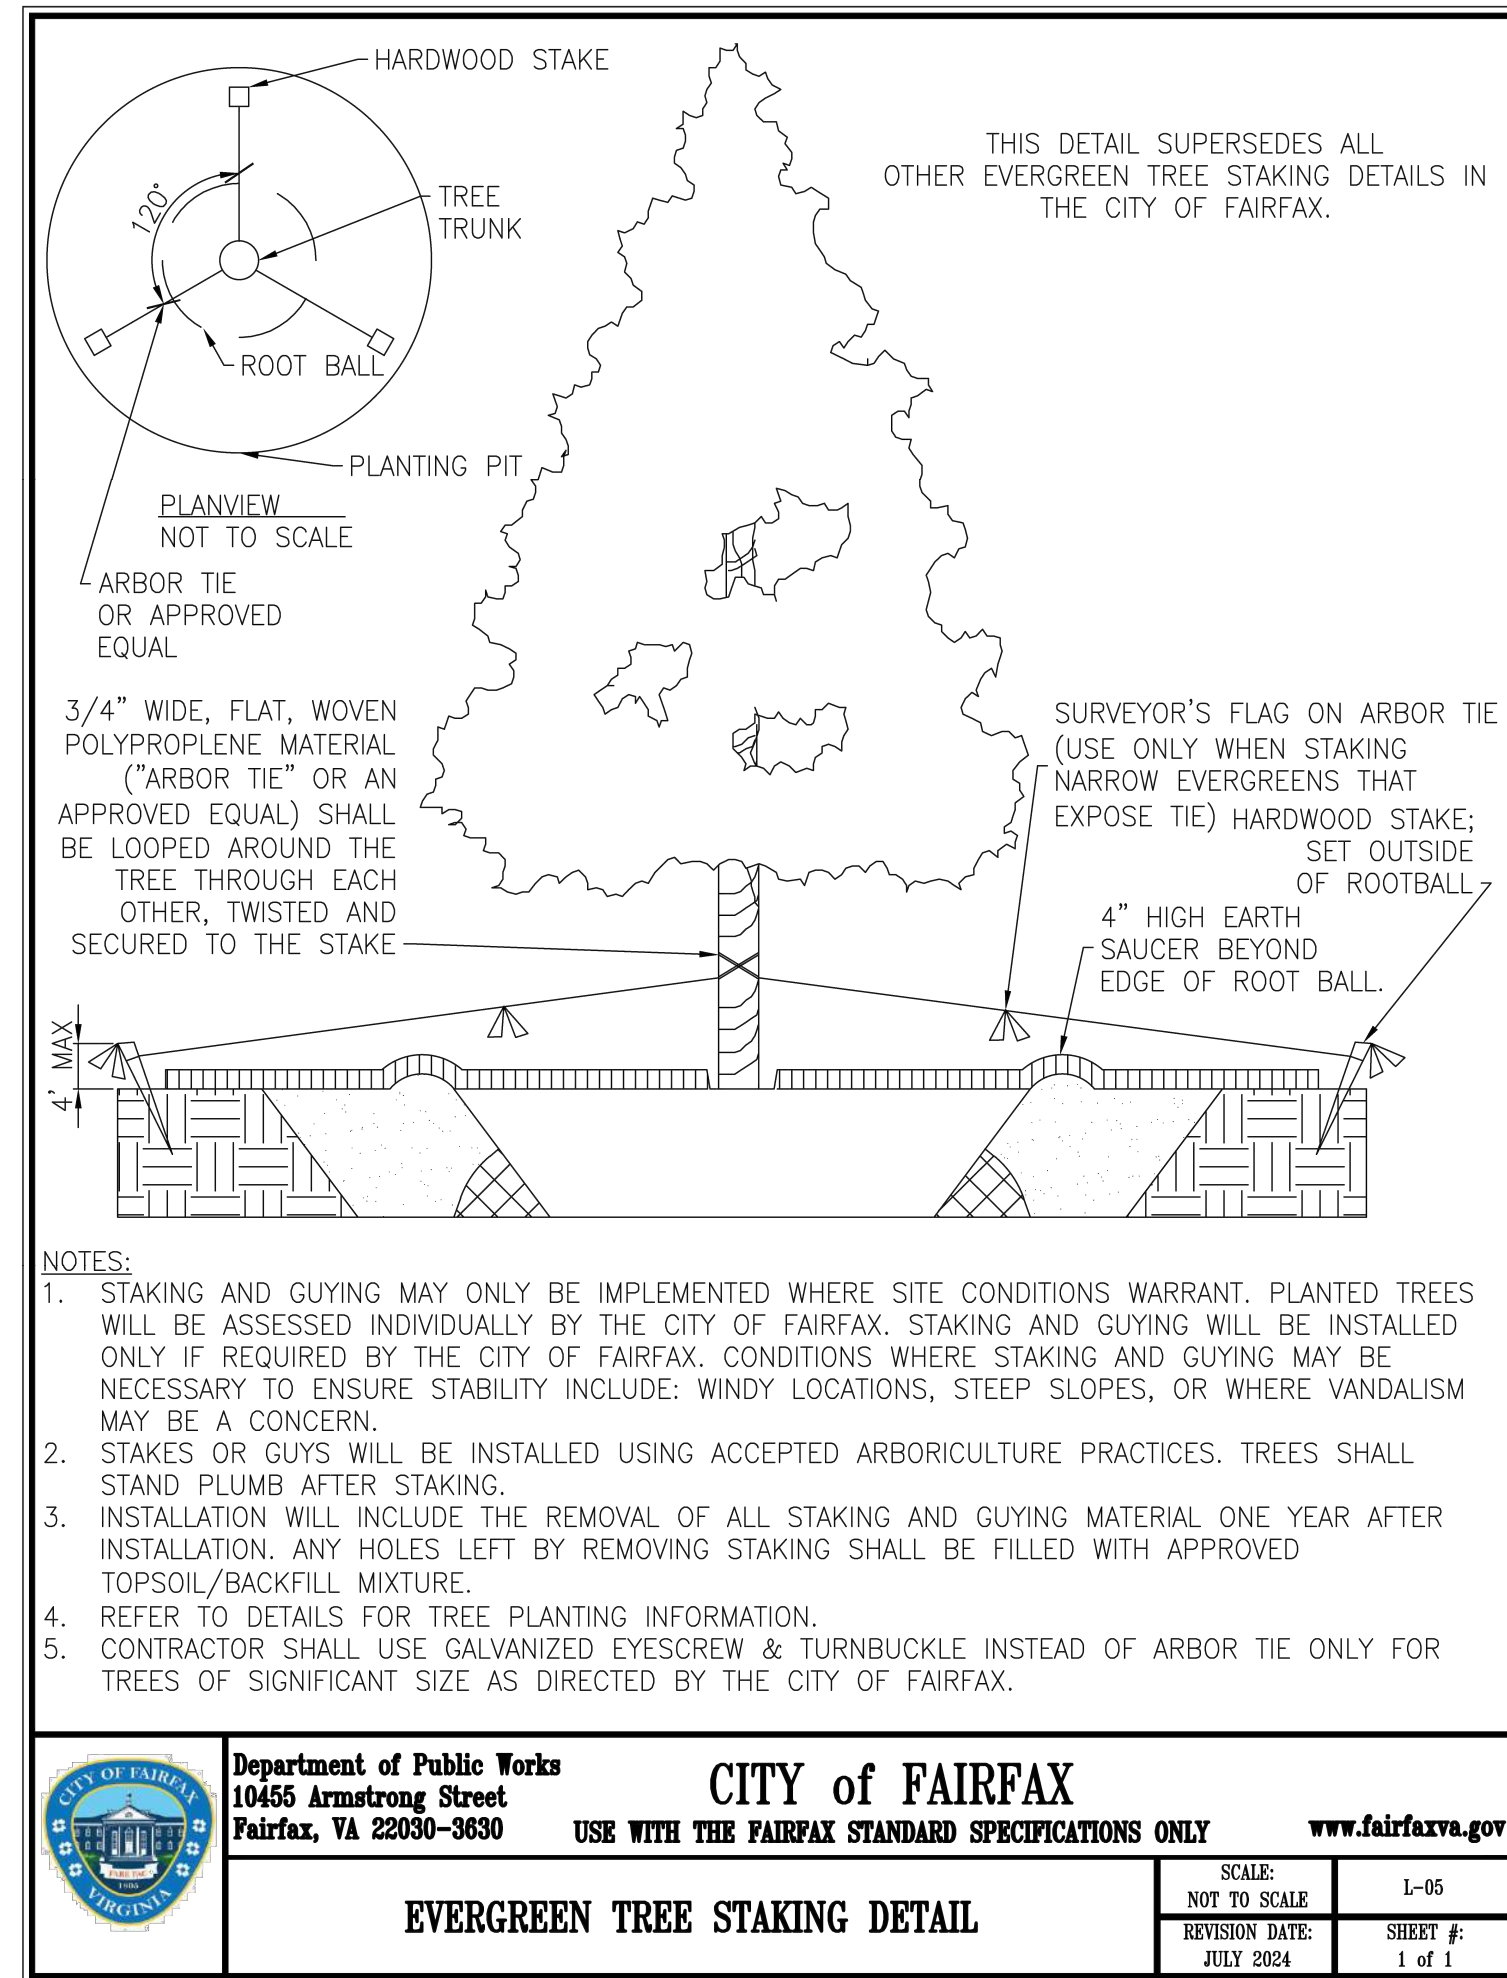 HARDWOOD STAKE
120°
TREE
TRUNK
ROOT BALL
PLANTING PIT
PLANVIEW
NOT TO SCALE
ARBOR TIE
OR APPROVED
EQUAL
THIS DETAIL SUPERSEDES ALL
OTHER EVERGREEN TREE STAKING DETAILS IN
THE CITY OF FAIRFAX.
3/4" WIDE, FLAT, WOVEN
POLYPROPLENE MATERIAL
("ARBOR TIE" OR AN
APPROVED EQUAL) SHALL
BE LOOPED AROUND THE
TREE THROUGH EACH
OTHER, TWISTED AND
SECURED TO THE STAKE
SURVEYOR'S FLAG ON ARBOR TIE
(USE ONLY WHEN STAKING
NARROW EVERGREENS THAT
EXPOSE TIE)
HARDWOOD STAKE;
SET OUTSIDE
OF ROOTBALL
4" HIGH EARTH
SAUCER BEYOND
EDGE OF ROOT BALL.
4' MAX
NOTES:
1. STAKING AND GUYING MAY ONLY BE IMPLEMENTED WHERE SITE CONDITIONS WARRANT. PLANTED TREES
WILL BE ASSESSED INDIVIDUALLY BY THE CITY OF FAIRFAX. STAKING AND GUYING WILL BE INSTALLED
ONLY IF REQUIRED BY THE CITY OF FAIRFAX. CONDITIONS WHERE STAKING AND GUYING MAY BE
NECESSARY TO ENSURE STABILITY INCLUDE: WINDY LOCATIONS, STEEP SLOPES, OR WHERE VANDALISM
MAY BE A CONCERN.
2. STAKES OR GUYS WILL BE INSTALLED USING ACCEPTED ARBORICULTURE PRACTICES. TREES SHALL
STAND PLUMB AFTER STAKING.
3. INSTALLATION WILL INCLUDE THE REMOVAL OF ALL STAKING AND GUYING MATERIAL ONE YEAR AFTER
INSTALLATION. ANY HOLES LEFT BY REMOVING STAKING SHALL BE FILLED WITH APPROVED
TOPSOIL/BACKFILL MIXTURE.
4. REFER TO DETAILS FOR TREE PLANTING INFORMATION.
5. CONTRACTOR SHALL USE GALVANIZED EYESCREW & TURNBUCKLE INSTEAD OF ARBOR TIE ONLY FOR
TREES OF SIGNIFICANT SIZE AS DIRECTED BY THE CITY OF FAIRFAX.
CITY OF FAIRFAX
FARE FAC
1805
VIRGINIA
Department of Public Works
10455 Armstrong Street
Fairfax, VA 22030-3630
CITY of FAIRFAX
USE WITH THE FAIRFAX STANDARD SPECIFICATIONS ONLY
www.fairfaxva.gov
EVERGREEN TREE STAKING DETAIL
SCALE:
NOT TO SCALE
L-05
REVISION DATE:
JULY 2024
SHEET #:
1 of 1